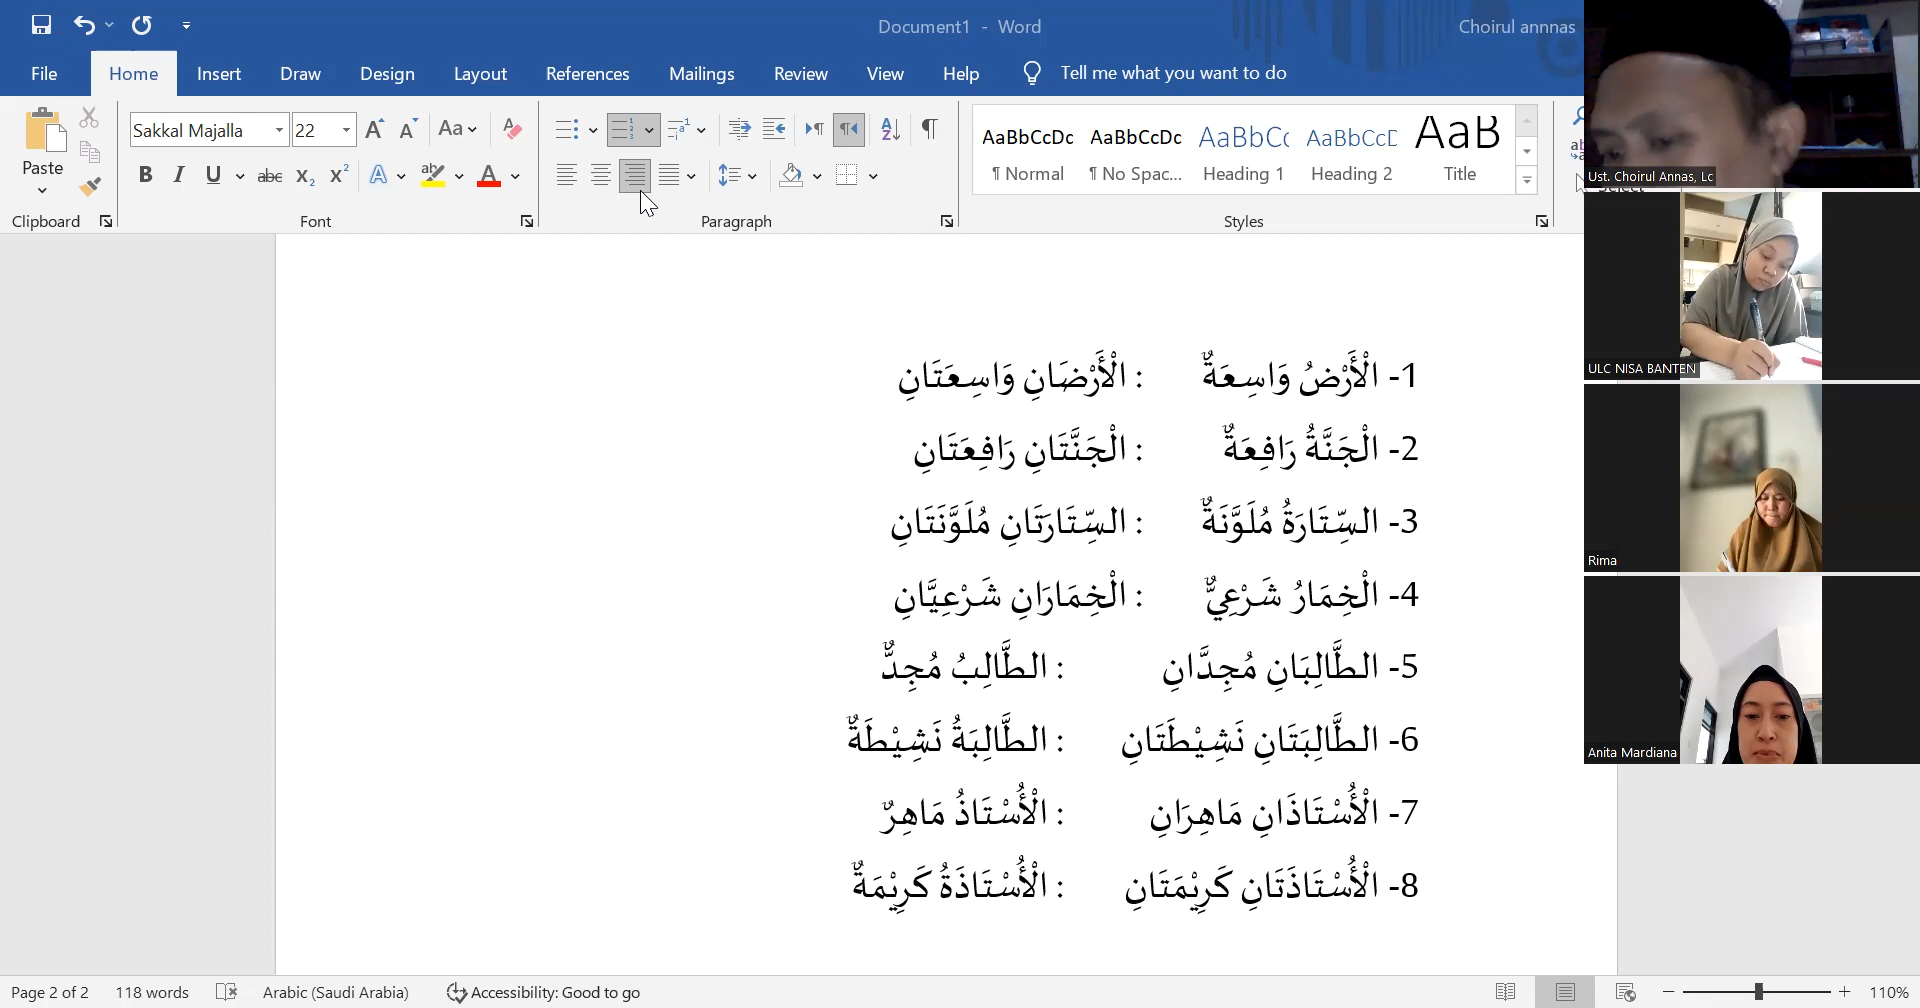 Document1 - Word
Choirul annnas
File Home Insert Draw Design Layout References Mailings Review View Help Tell me what you want to do
Sakkal Majalla 22
AaBbCcDc AaBbCcDc AaBbCc AaBbCcD AaB
Paste
¶ Normal ¶ No Spac... Heading 1 Heading 2 Title
Select
Clipboard Font Paragraph Styles
Ust. Choirul Annas, Lc
ULC NISA BANTEN
Rima
Anita Mardiana
1- الْأَرْضُ وَاسِعَةٌ : الْأَرْضَانِ وَاسِعَتَانِ
2- الْجَنَّةُ رَافِعَةٌ : الْجَنَّتَانِ رَافِعَتَانِ
3- السِّتَارَةُ مُلَوَّنَةٌ : السِّتَارَتَانِ مُلَوَّنَتَانِ
4- الْخِمَارُ شَرْعِيٌّ : الْخِمَارَانِ شَرْعِيَّانِ
5- الطَّالِبَانِ مُجِدَّانِ : الطَّالِبُ مُجِدٌّ
6- الطَّالِبَتَانِ نَشِيْطَتَانِ : الطَّالِبَةُ نَشِيْطَةٌ
7- الْأُسْتَاذَانِ مَاهِرَانِ : الْأُسْتَاذُ مَاهِرٌ
8- الْأُسْتَاذَتَانِ كَرِيْمَتَانِ : الْأُسْتَاذَةُ كَرِيْمَةٌ
Page 2 of 2 118 words Arabic (Saudi Arabia) Accessibility: Good to go 110%